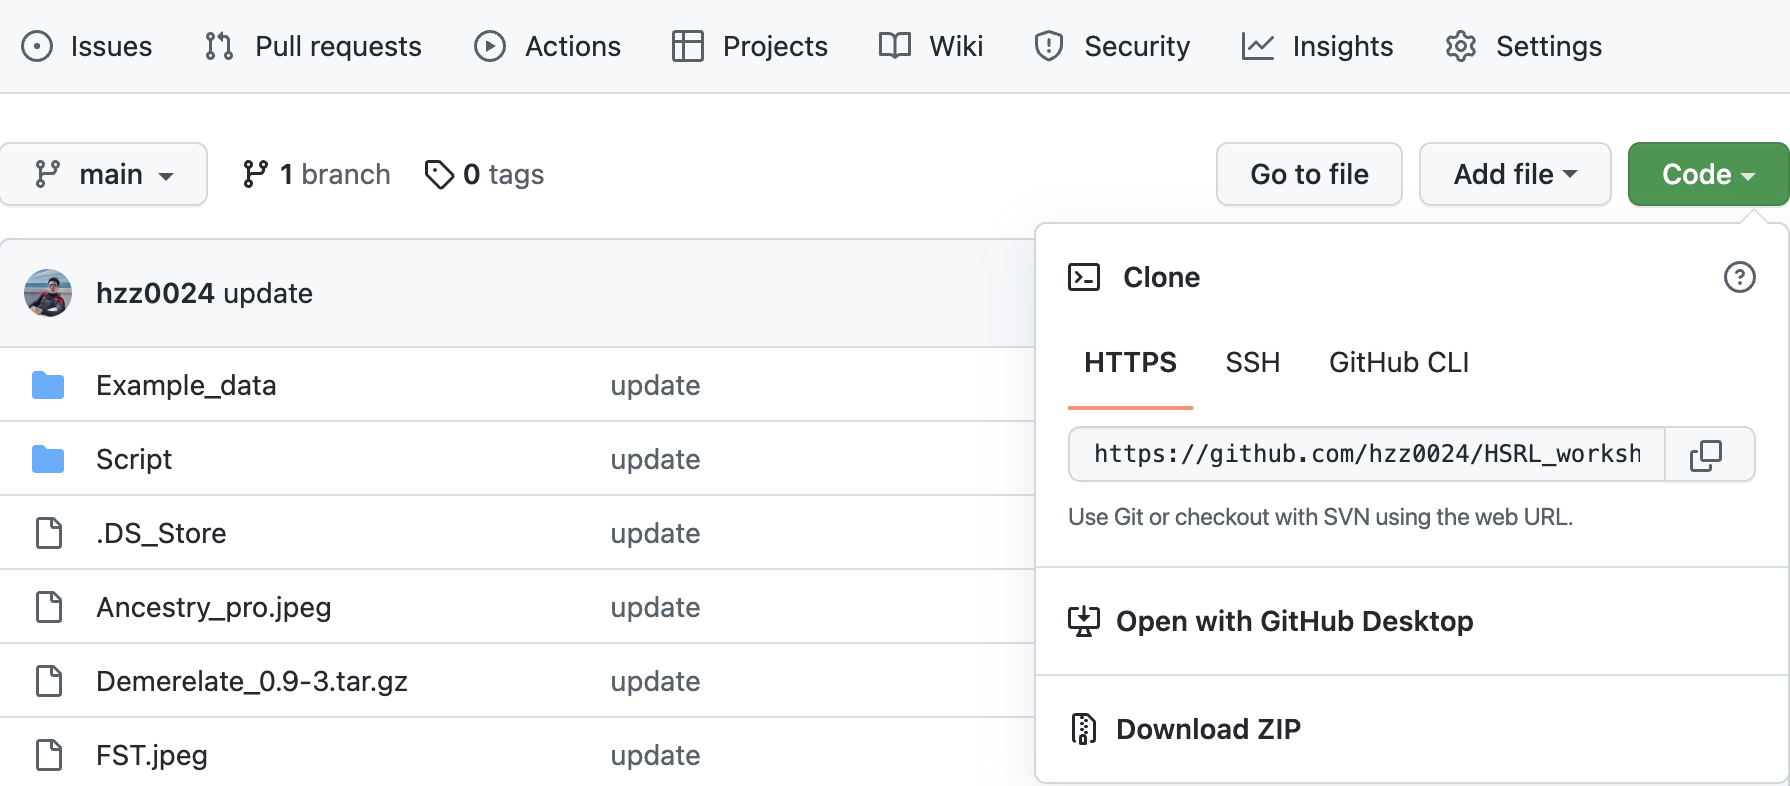 Issues Pull requests Actions Projects Wiki Security Insights Settings
main 1 branch 0 tags Go to file Add file Code
hzz0024 update
Example_data update
Script update
.DS_Store update
Ancestry_pro.jpeg update
Demerelate_0.9-3.tar.gz update
FST.jpeg update
Clone
HTTPS SSH GitHub CLI
https://github.com/hzz0024/HSRL_worksh
Use Git or checkout with SVN using the web URL.
Open with GitHub Desktop
Download ZIP